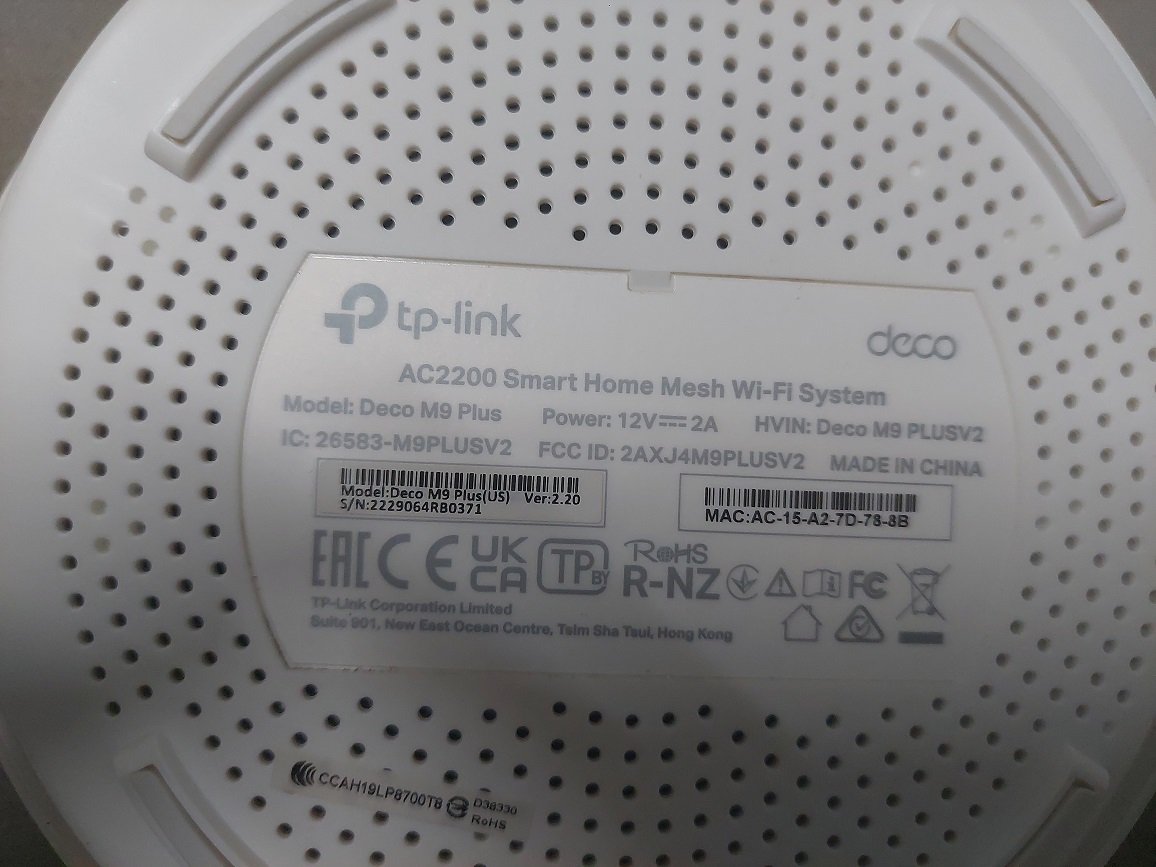 tp-link
deco
AC2200 Smart Home Mesh Wi-Fi System
Model: Deco M9 Plus Power: 12V⎓2A HVIN: Deco M9 PLUSV2
IC: 26583-M9PLUSV2 FCC ID: 2AXJ4M9PLUSV2 MADE IN CHINA
Model:Deco M9 Plus(US) Ver:2.20
S/N:2229064RB0371
MAC:AC-15-A2-7D-78-8B
EAC CE UK CA TP BY RoHS
R-NZ FC
TP-Link Corporation Limited
Suite 901, New East Ocean Centre, Tsim Sha Tsui, Hong Kong
CCAH19LP8700T8 D36330
RoHS